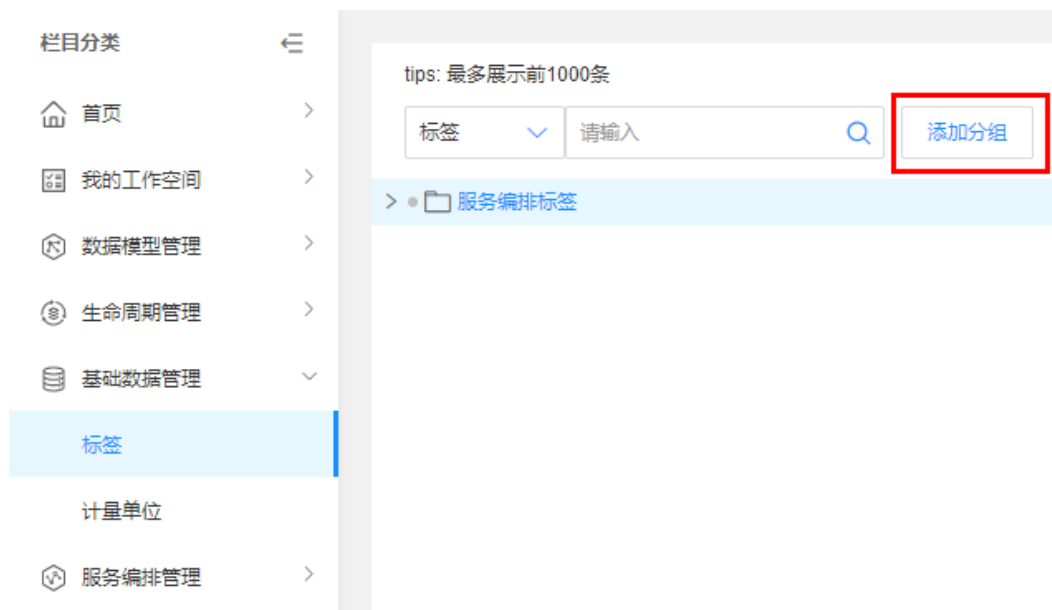 栏目分类
首页
我的工作空间
数据模型管理
生命周期管理
基础数据管理
标签
计量单位
服务编排管理
tips: 最多展示前1000条
标签
请输入
添加分组
服务编排标签